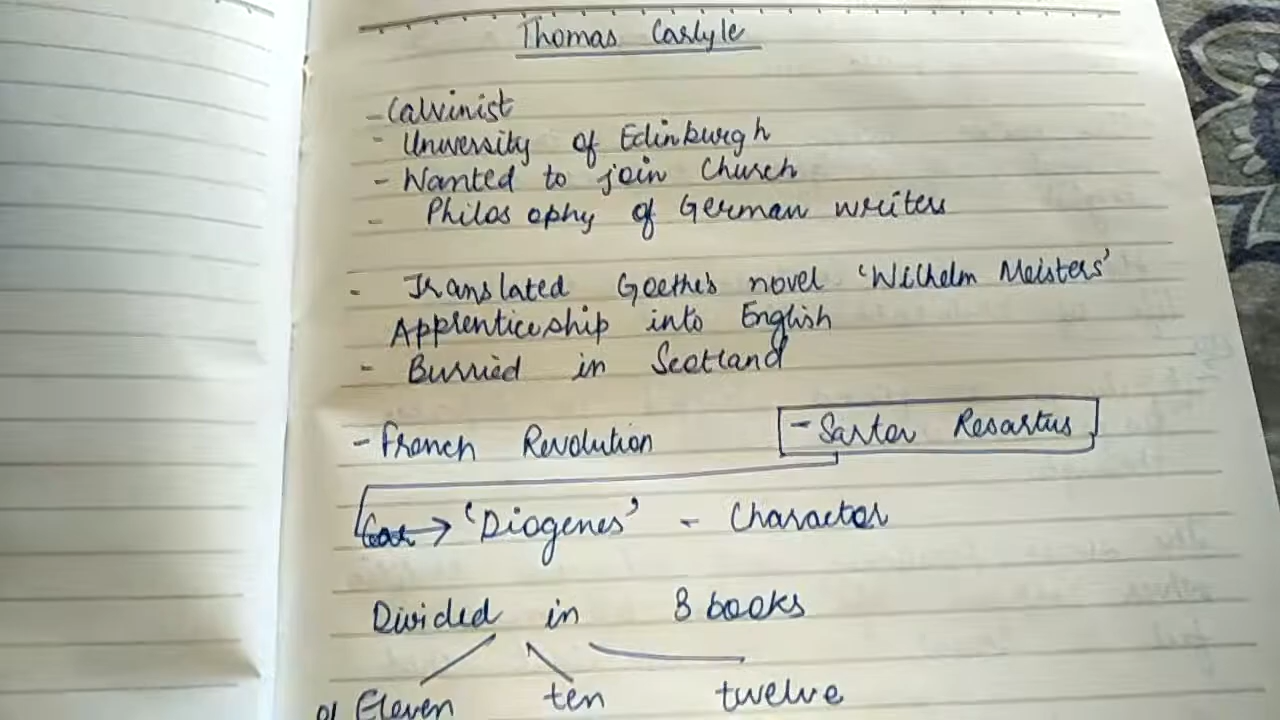 Thomas Carlyle
- Calvinist
- University of Edinburgh
- Wanted to join Church
- Philosophy of German writers
- Translated Goethe's novel 'Wilhelm Meisters'
Apprenticeship into English
- Burried in Scotland
- French Revolution - Sartor Resartus
→ 'Diogenes' - Character
Divided in 3 books
Eleven ten twelve